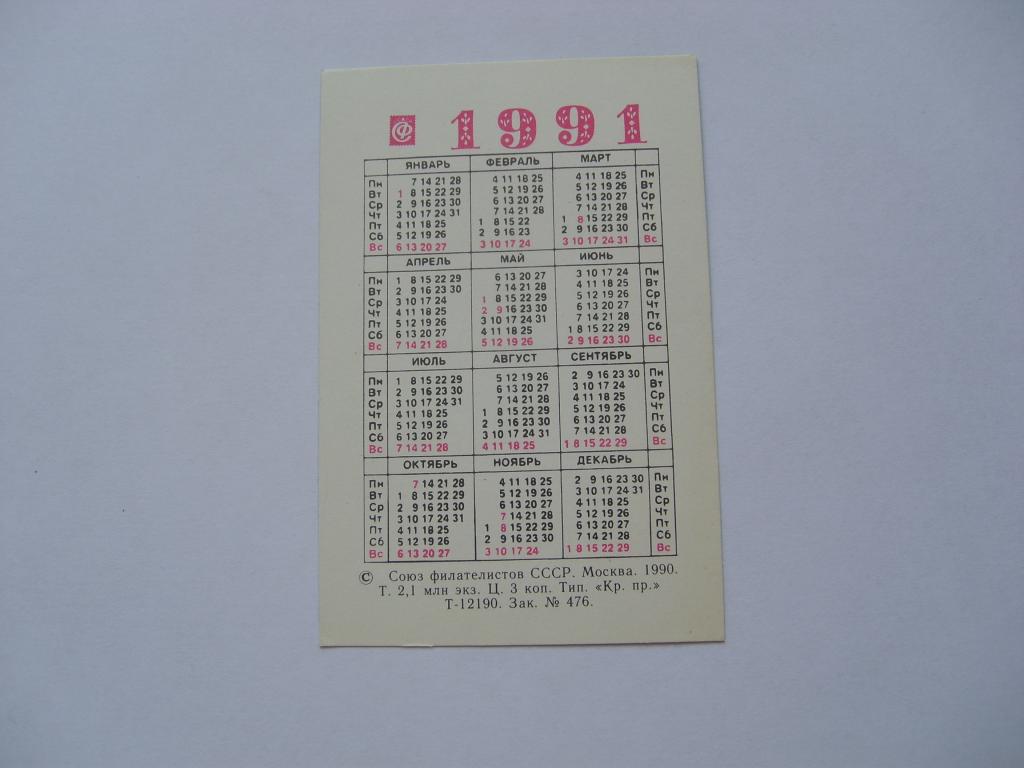 Ф 1991
ЯНВАРЬ ФЕВРАЛЬ МАРТ
Пн 7 14 21 28 4 11 18 25 4 11 18 25 Пн
Вт 1 8 15 22 29 5 12 19 26 5 12 19 26 Вт
Ср 2 9 16 23 30 6 13 20 27 6 13 20 27 Ср
Чт 3 10 17 24 31 7 14 21 28 7 14 21 28 Чт
Пт 4 11 18 25 1 8 15 22 1 8 15 22 29 Пт
Сб 5 12 19 26 2 9 16 23 2 9 16 23 30 Сб
Вс 6 13 20 27 3 10 17 24 3 10 17 24 31 Вс
АПРЕЛЬ МАЙ ИЮНЬ
Пн 1 8 15 22 29 6 13 20 27 3 10 17 24 Пн
Вт 2 9 16 23 30 7 14 21 28 4 11 18 25 Вт
Ср 3 10 17 24 1 8 15 22 29 5 12 19 26 Ср
Чт 4 11 18 25 2 9 16 23 30 6 13 20 27 Чт
Пт 5 12 19 26 3 10 17 24 31 7 14 21 28 Пт
Сб 6 13 20 27 4 11 18 25 1 8 15 22 29 Сб
Вс 7 14 21 28 5 12 19 26 2 9 16 23 30 Вс
ИЮЛЬ АВГУСТ СЕНТЯБРЬ
Пн 1 8 15 22 29 5 12 19 26 2 9 16 23 30 Пн
Вт 2 9 16 23 30 6 13 20 27 3 10 17 24 Вт
Ср 3 10 17 24 31 7 14 21 28 4 11 18 25 Ср
Чт 4 11 18 25 1 8 15 22 29 5 12 19 26 Чт
Пт 5 12 19 26 2 9 16 23 30 6 13 20 27 Пт
Сб 6 13 20 27 3 10 17 24 31 7 14 21 28 Сб
Вс 7 14 21 28 4 11 18 25 1 8 15 22 29 Вс
ОКТЯБРЬ НОЯБРЬ ДЕКАБРЬ
Пн 7 14 21 28 4 11 18 25 2 9 16 23 30 Пн
Вт 1 8 15 22 29 5 12 19 26 3 10 17 24 31 Вт
Ср 2 9 16 23 30 6 13 20 27 4 11 18 25 Ср
Чт 3 10 17 24 31 7 14 21 28 5 12 19 26 Чт
Пт 4 11 18 25 1 8 15 22 29 6 13 20 27 Пт
Сб 5 12 19 26 2 9 16 23 30 7 14 21 28 Сб
Вс 6 13 20 27 3 10 17 24 1 8 15 22 29 Вс
© Союз филателистов СССР. Москва. 1990.
Т. 2,1 млн экз. Ц. 3 коп. Тип. «Кр. пр.»
Т-12190. Зак. № 476.